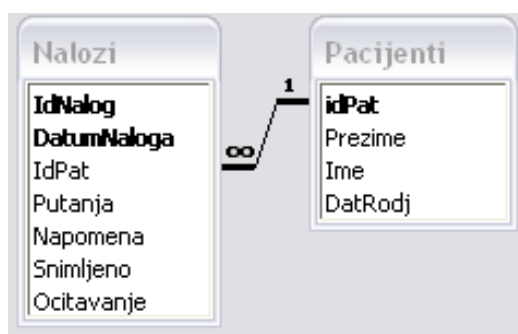 Nalozi
IdNalog
DatumNaloga
IdPat
Putanja
Napomena
Snimljeno
Ocitavanje
∞
1
Pacijenti
idPat
Prezime
Ime
DatRodj